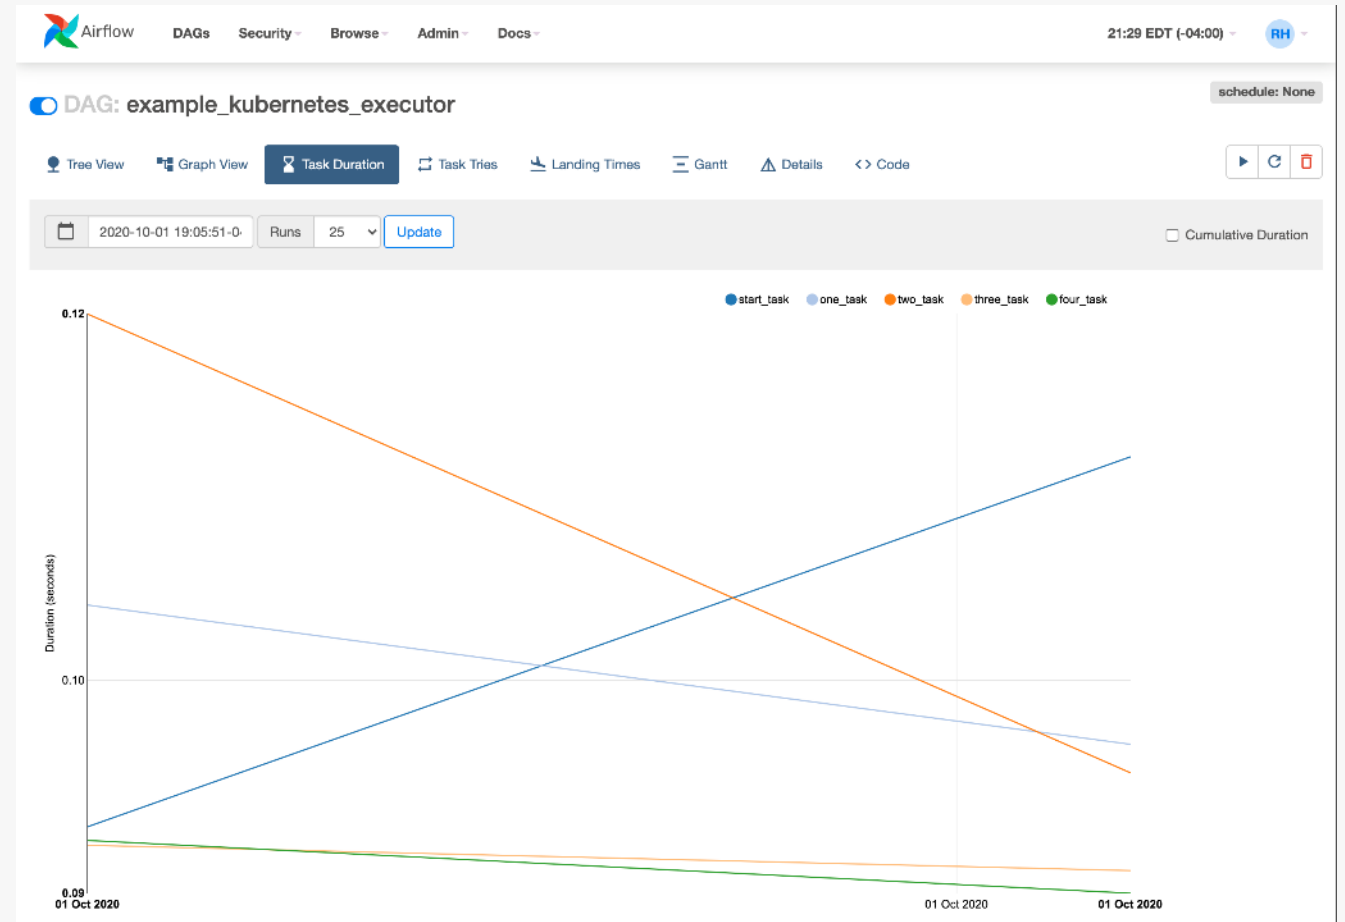 Airflow DAGs Security Browse Admin Docs 21:29 EDT (-04:00) RH
schedule: None
DAG: example_kubernetes_executor
Tree View Graph View Task Duration Task Tries Landing Times Gantt Details <> Code
2020-10-01 19:05:51-0 Runs 25 Update Cumulative Duration
start_task one_task two_task three_task four_task
0.12
Duration (seconds)
0.10
0.09
01 Oct 2020 01 Oct 2020 01 Oct 2020